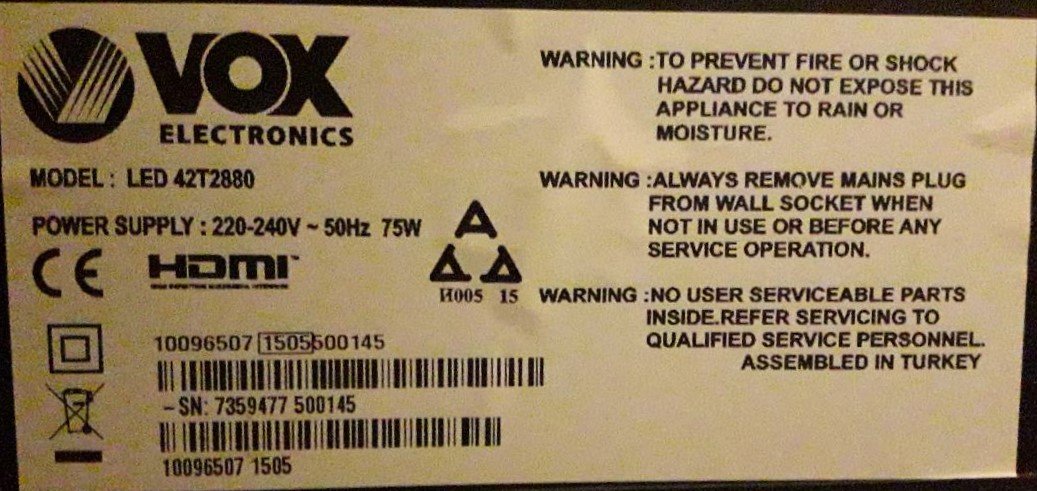 VOX
ELECTRONICS
MODEL : LED 42T2880
POWER SUPPLY : 220-240V ~ 50Hz 75W
CE HDMI™
A
A A
И005 15
10096507 1505500145
-SN: 7359477 500145
10096507 1505
WARNING :TO PREVENT FIRE OR SHOCK
HAZARD DO NOT EXPOSE THIS
APPLIANCE TO RAIN OR
MOISTURE.
WARNING :ALWAYS REMOVE MAINS PLUG
FROM WALL SOCKET WHEN
NOT IN USE OR BEFORE ANY
SERVICE OPERATION.
WARNING :NO USER SERVICEABLE PARTS
INSIDE.REFER SERVICING TO
QUALIFIED SERVICE PERSONNEL.
ASSEMBLED IN TURKEY